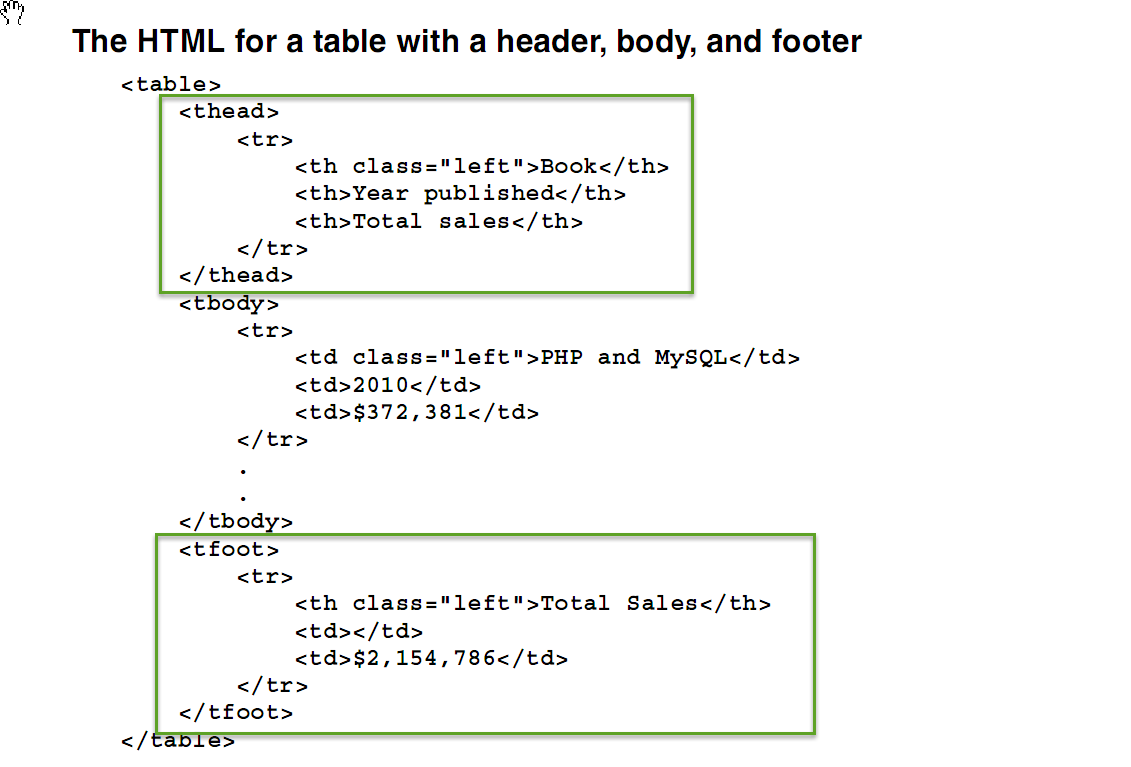 The HTML for a table with a header, body, and footer
<table>
<thead>
<tr>
<th class="left">Book</th>
<th>Year published</th>
<th>Total sales</th>
</tr>
</thead>
<tbody>
<tr>
<td class="left">PHP and MySQL</td>
<td>2010</td>
<td>$372,381</td>
</tr>
.
.
</tbody>
<tfoot>
<tr>
<th class="left">Total Sales</th>
<td></td>
<td>$2,154,786</td>
</tr>
</tfoot>
</table>